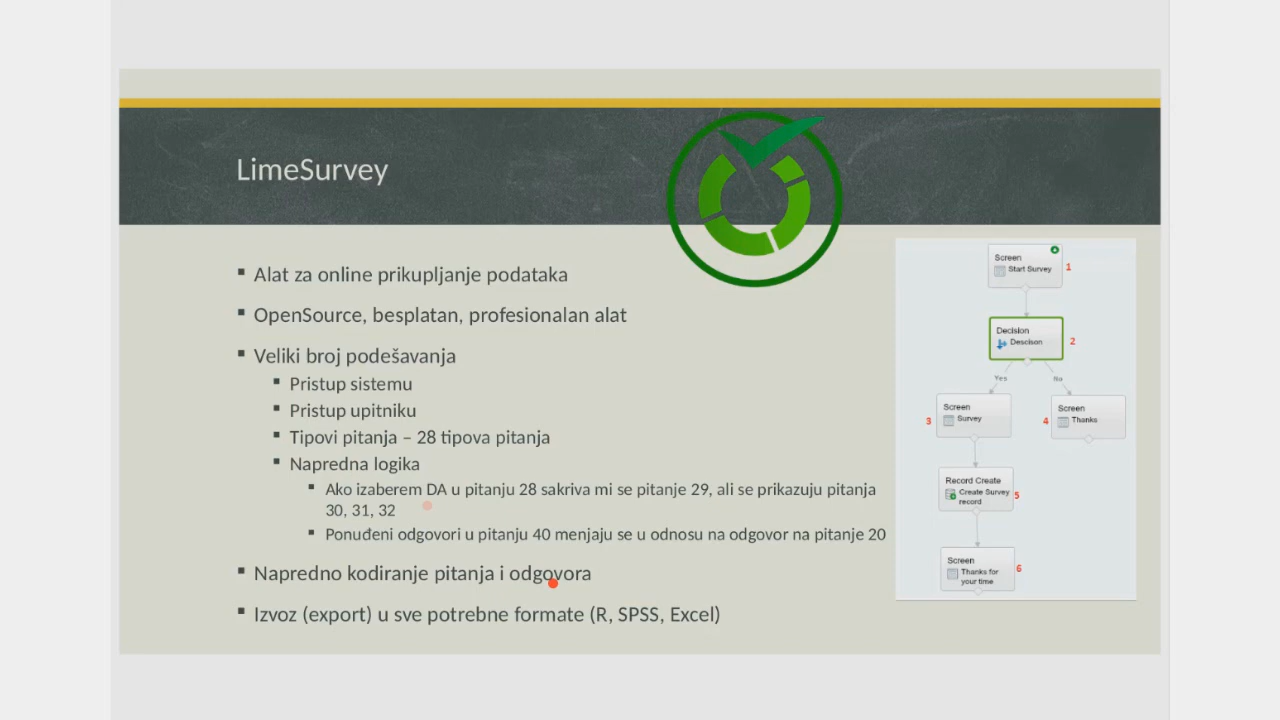 LimeSurvey
▪ Alat za online prikupljanje podataka
▪ OpenSource, besplatan, profesionalan alat
▪ Veliki broj podešavanja
▪ Pristup sistemu
▪ Pristup upitniku
▪ Tipovi pitanja – 28 tipova pitanja
▪ Napredna logika
▪ Ako izaberem DA u pitanju 28 sakriva mi se pitanje 29, ali se prikazuju pitanja
30, 31, 32
▪ Ponuđeni odgovori u pitanju 40 menjaju se u odnosu na odgovor na pitanje 20
▪ Napredno kodiranje pitanja i odgovora
▪ Izvoz (export) u sve potrebne formate (R, SPSS, Excel)
Screen
Start Survey
1
Decision
Descison
2
Yes
No
Screen
Survey
3
Screen
Thanks
4
Record Create
Create Survey
record
5
Screen
Thanks for
your time
6